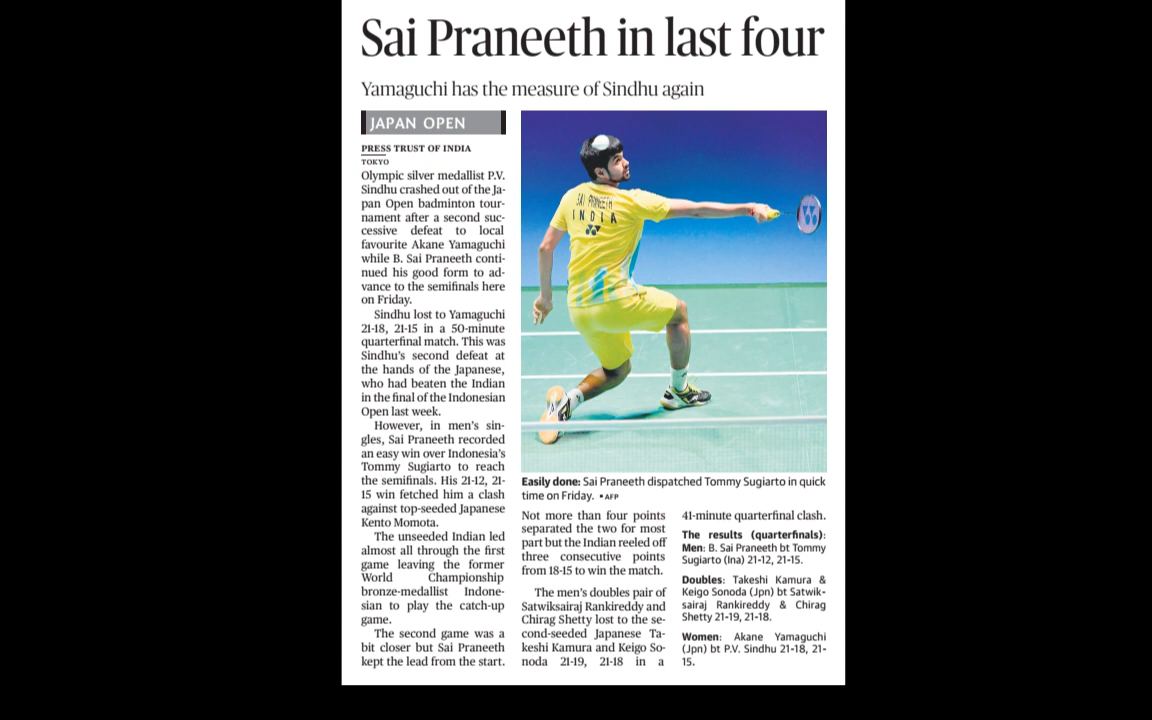 Sai Praneeth in last four
Yamaguchi has the measure of Sindhu again
JAPAN OPEN
PRESS TRUST OF INDIA
TOKYO
Olympic silver medallist P.V.
Sindhu crashed out of the Ja-
pan Open badminton tour-
nament after a second suc-
cessive defeat to local
favourite Akane Yamaguchi
while B. Sai Praneeth conti-
nued his good form to ad-
vance to the semifinals here
on Friday.
Sindhu lost to Yamaguchi
21-18, 21-15 in a 50-minute
quarterfinal match. This was
Sindhu's second defeat at
the hands of the Japanese,
who had beaten the Indian
in the final of the Indonesian
Open last week.
However, in men's sin-
gles, Sai Praneeth recorded
an easy win over Indonesia's
Tommy Sugiarto to reach
the semifinals. His 21-12, 21-
15 win fetched him a clash
against top-seeded Japanese
Kento Momota.
The unseeded Indian led
almost all through the first
game leaving the former
World Championship
bronze-medallist Indone-
sian to play the catch-up
game.
The second game was a
bit closer but Sai Praneeth
kept the lead from the start.
SAI PRANEETH
INDIA
Easily done: Sai Praneeth dispatched Tommy Sugiarto in quick
time on Friday. • AFP
Not more than four points
separated the two for most
part but the Indian reeled off
three consecutive points
from 18-15 to win the match.
The men's doubles pair of
Satwiksairaj Rankireddy and
Chirag Shetty lost to the se-
cond-seeded Japanese Ta-
keshi Kamura and Keigo So-
noda 21-19, 21-18 in a
41-minute quarterfinal clash.
The results (quarterfinals):
Men: B. Sai Praneeth bt Tommy
Sugiarto (Ina) 21-12, 21-15.
Doubles: Takeshi Kamura &
Keigo Sonoda (Jpn) bt Satwik-
sairaj Rankireddy & Chirag
Shetty 21-19, 21-18.
Women: Akane Yamaguchi
(Jpn) bt P.V. Sindhu 21-18, 21-
15.